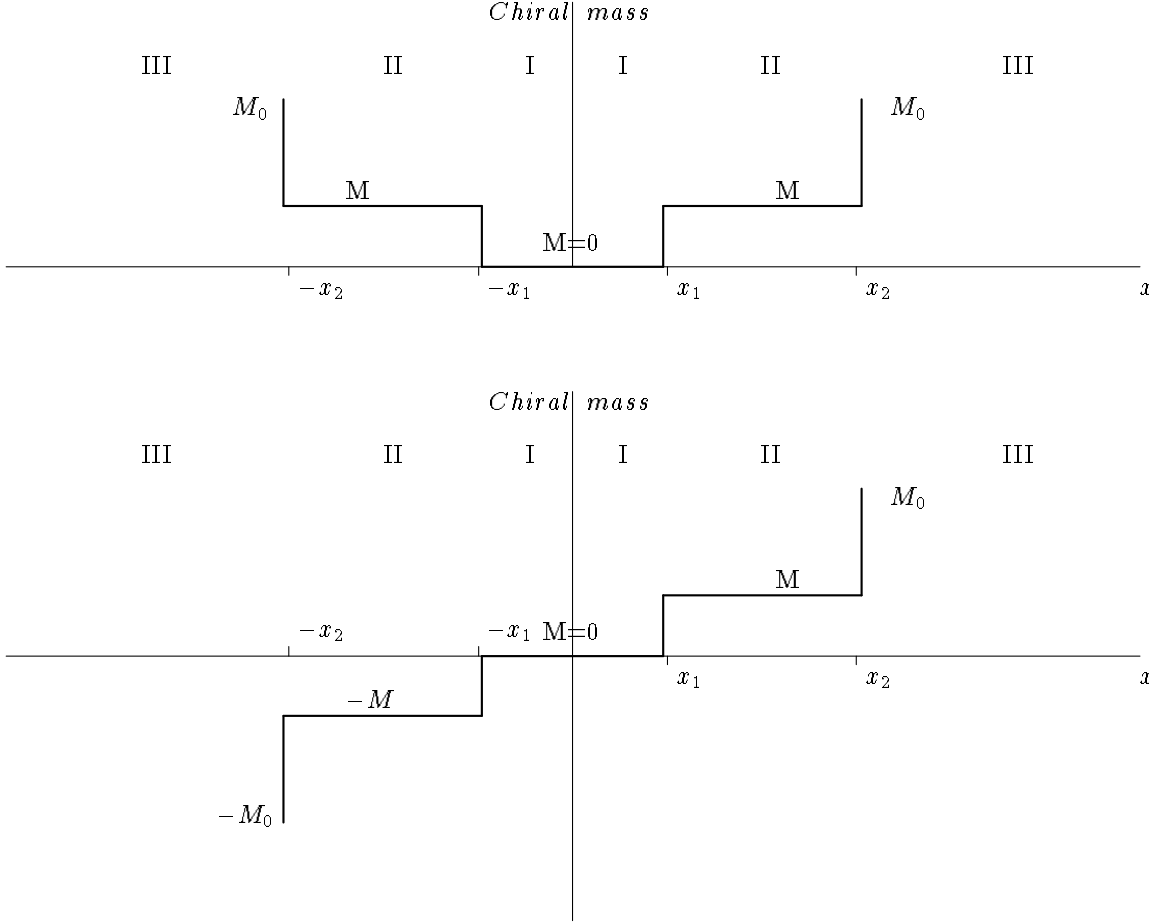 Chiral mass
III II I I II III
M₀ M₀
M M
M=0
−x₂ −x₁ x₁ x₂ x
Chiral mass
III II I I II III
M₀
M
−x₂ −x₁ M=0
x₁ x₂ x
−M
−M₀